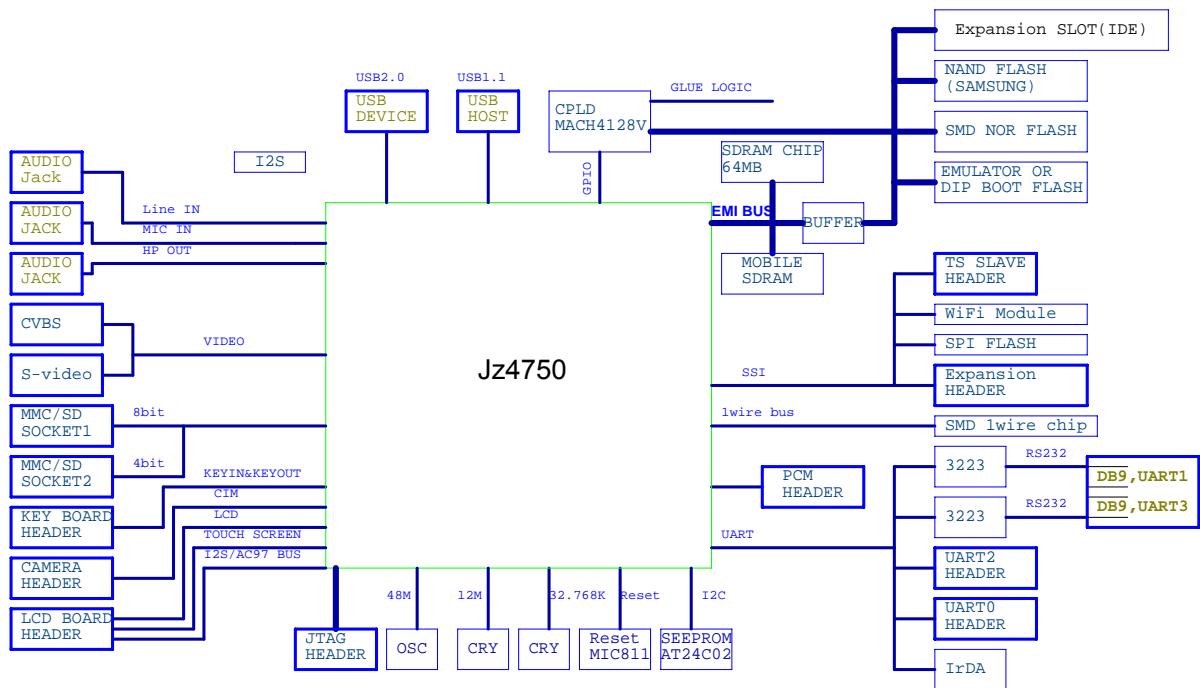 Expansion SLOT(IDE)
USB2.0
USB1.1
GLUE LOGIC
NAND FLASH
(SAMSUNG)
USB
DEVICE
USB
HOST
CPLD
MACH4128V
SMD NOR FLASH
AUDIO
Jack
I2S
GPIO
SDRAM CHIP
64MB
EMULATOR OR
DIP BOOT FLASH
Line IN
EMI BUS
BUFFER
AUDIO
JACK
MIC IN
HP OUT
AUDIO
JACK
MOBILE
SDRAM
TS SLAVE
HEADER
CVBS
WiFi Module
VIDEO
SPI FLASH
S-video
Jz4750
SSI
Expansion
HEADER
MMC/SD
SOCKET1
8bit
1wire bus
SMD 1wire chip
MMC/SD
SOCKET2
4bit
KEYIN&KEYOUT
PCM
HEADER
3223
RS232
DB9,UART1
CIM
KEY BOARD
HEADER
LCD
3223
RS232
DB9,UART3
TOUCH SCREEN
UART
I2S/AC97 BUS
CAMERA
HEADER
UART2
HEADER
48M
12M
32.768K
Reset
I2C
LCD BOARD
HEADER
UART0
HEADER
JTAG
HEADER
OSC
CRY
CRY
Reset
MIC811
SEEPROM
AT24C02
IrDA